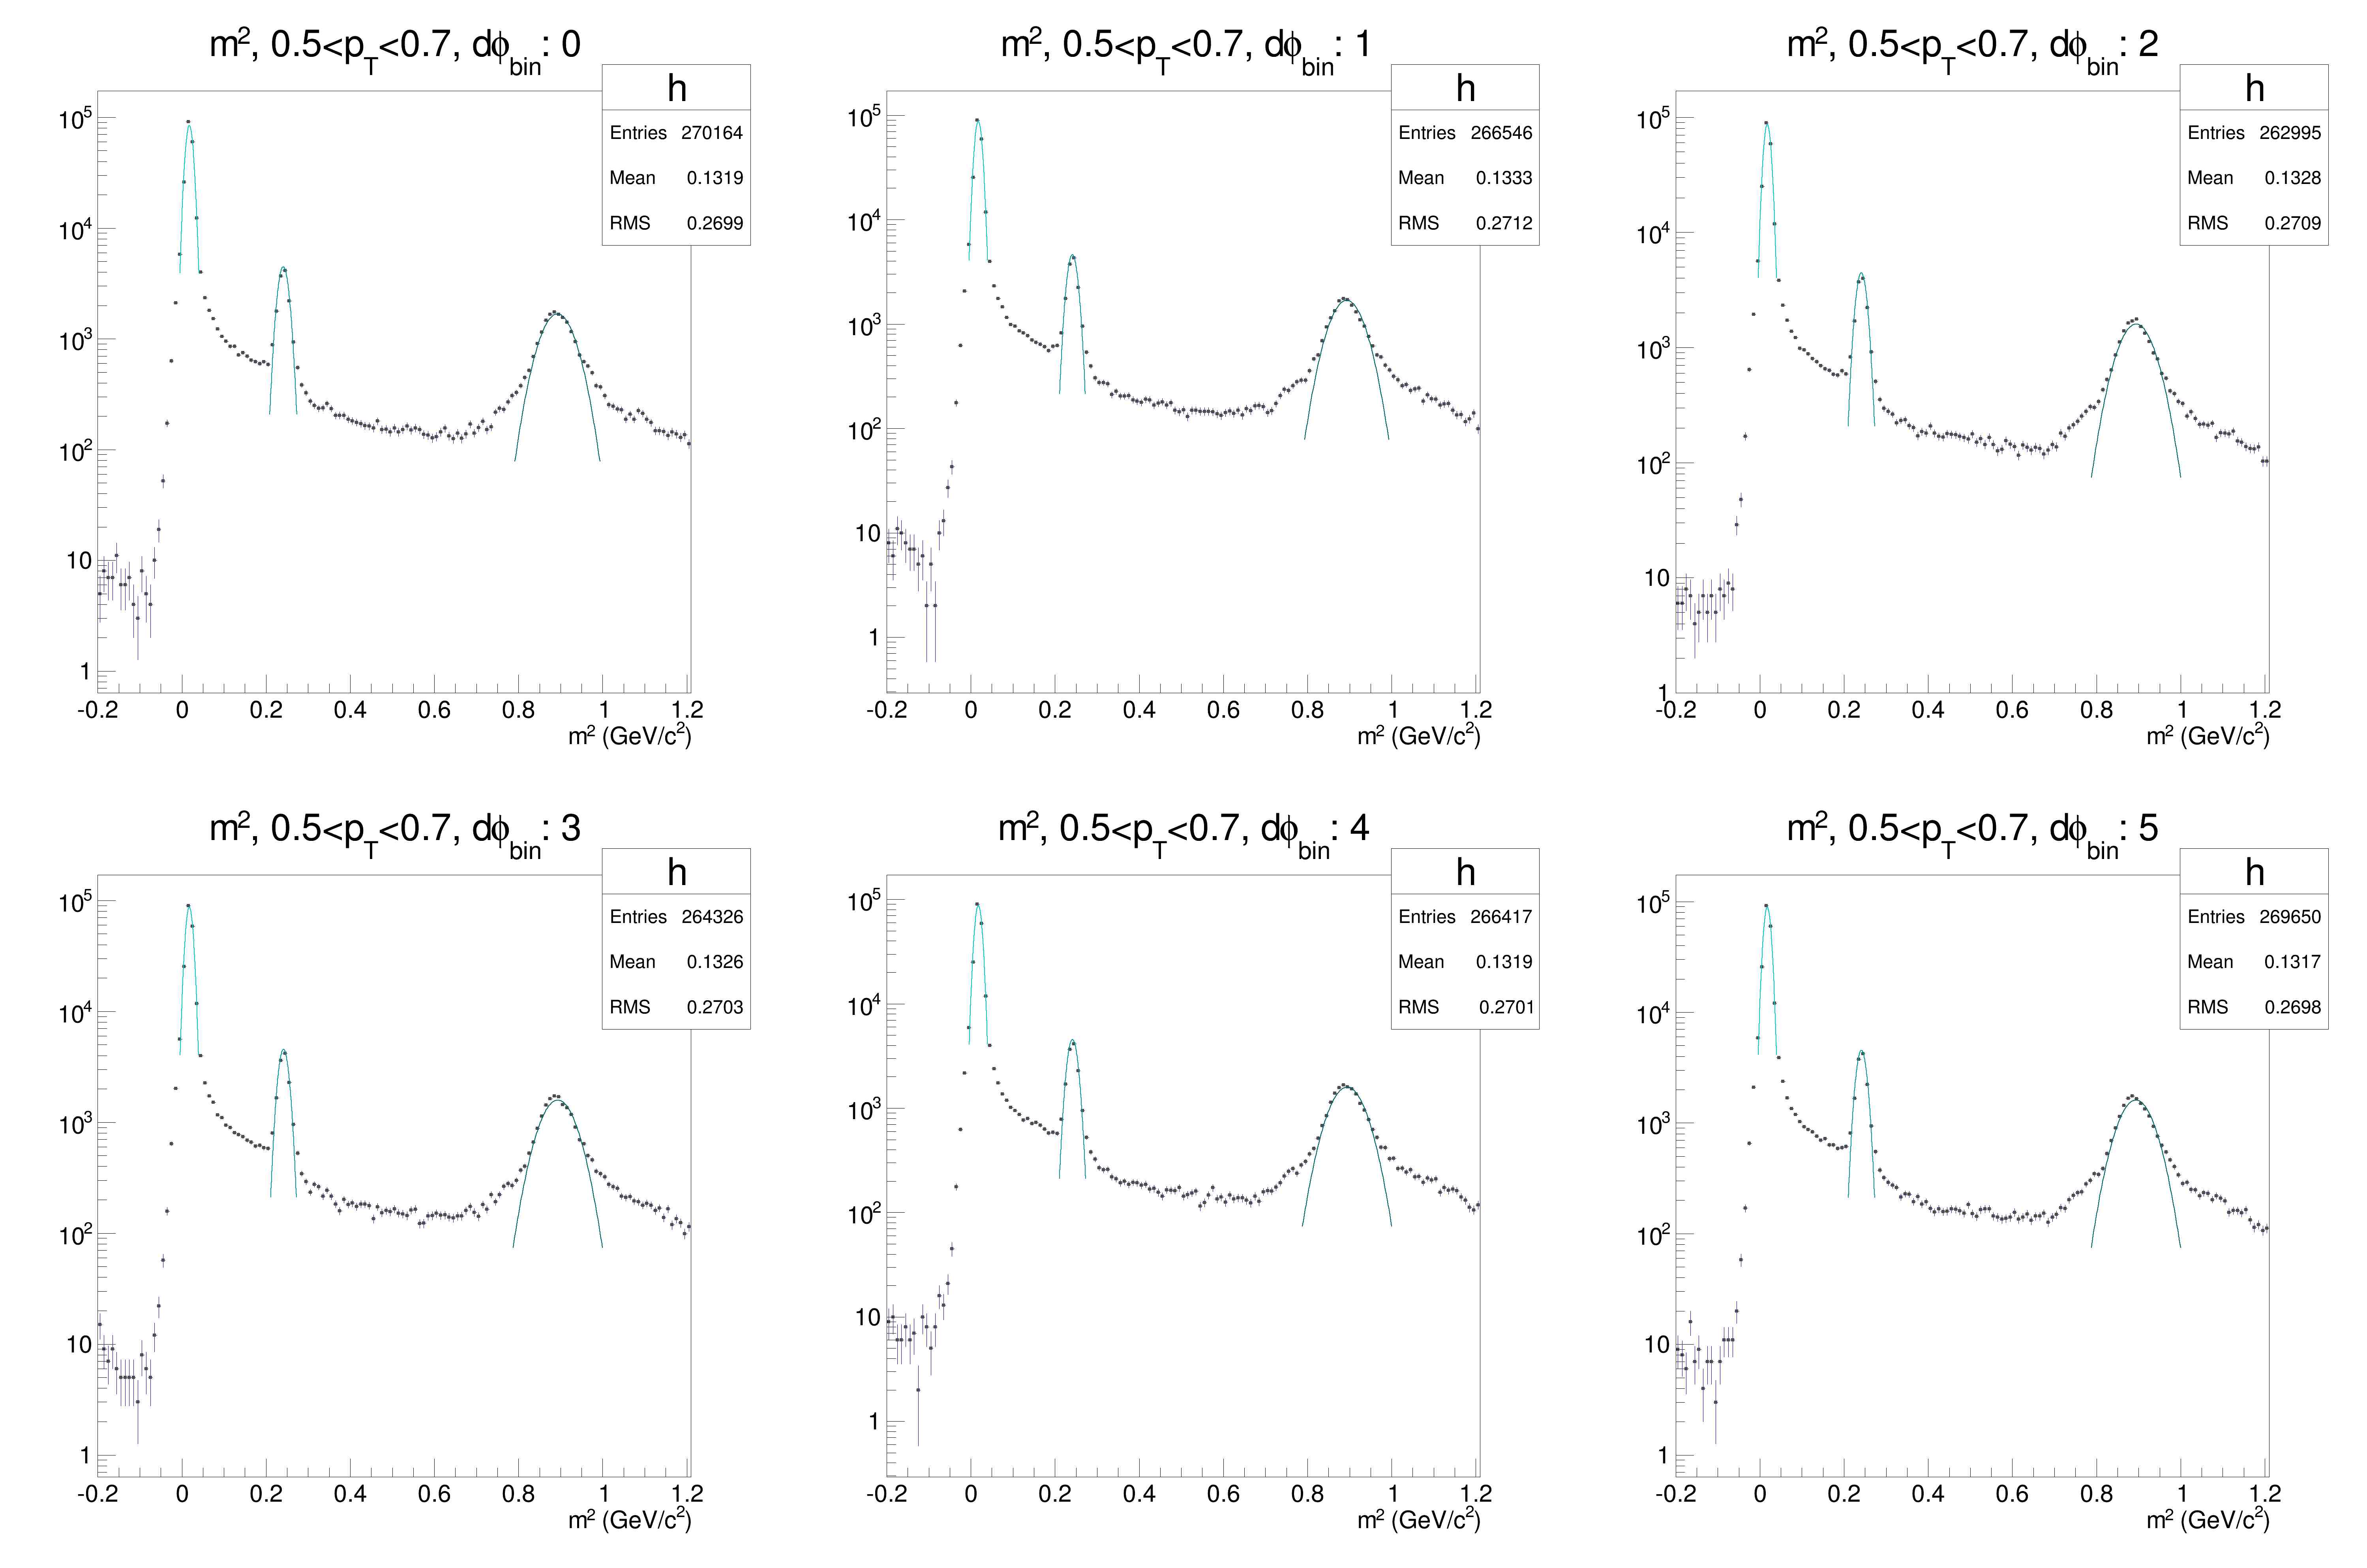 m², 0.5<p_T<0.7, dϕ_bin: 0
h
Entries 270164
Mean 0.1319
RMS 0.2699
10⁵
10⁴
10³
10²
10
1
-0.2 0 0.2 0.4 0.6 0.8 1 1.2
m² (GeV/c²)
m², 0.5<p_T<0.7, dϕ_bin: 1
h
Entries 266546
Mean 0.1333
RMS 0.2712
10⁵
10⁴
10³
10²
10
1
-0.2 0 0.2 0.4 0.6 0.8 1 1.2
m² (GeV/c²)
m², 0.5<p_T<0.7, dϕ_bin: 2
h
Entries 262995
Mean 0.1328
RMS 0.2709
10⁵
10⁴
10³
10²
10
1
-0.2 0 0.2 0.4 0.6 0.8 1 1.2
m² (GeV/c²)
m², 0.5<p_T<0.7, dϕ_bin: 3
h
Entries 264326
Mean 0.1326
RMS 0.2703
10⁵
10⁴
10³
10²
10
1
-0.2 0 0.2 0.4 0.6 0.8 1 1.2
m² (GeV/c²)
m², 0.5<p_T<0.7, dϕ_bin: 4
h
Entries 266417
Mean 0.1319
RMS 0.2701
10⁵
10⁴
10³
10²
10
1
-0.2 0 0.2 0.4 0.6 0.8 1 1.2
m² (GeV/c²)
m², 0.5<p_T<0.7, dϕ_bin: 5
h
Entries 269650
Mean 0.1317
RMS 0.2698
10⁵
10⁴
10³
10²
10
1
-0.2 0 0.2 0.4 0.6 0.8 1 1.2
m² (GeV/c²)